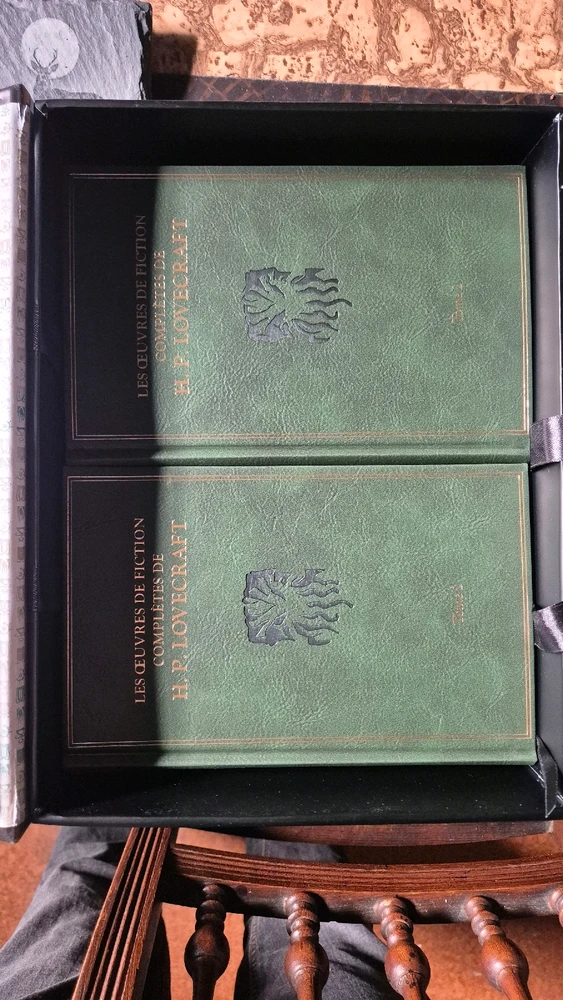 LES ŒUVRES DE FICTION
COMPLÈTES DE
H. P. LOVECRAFT
LES ŒUVRES DE FICTION
COMPLÈTES DE
H. P. LOVECRAFT